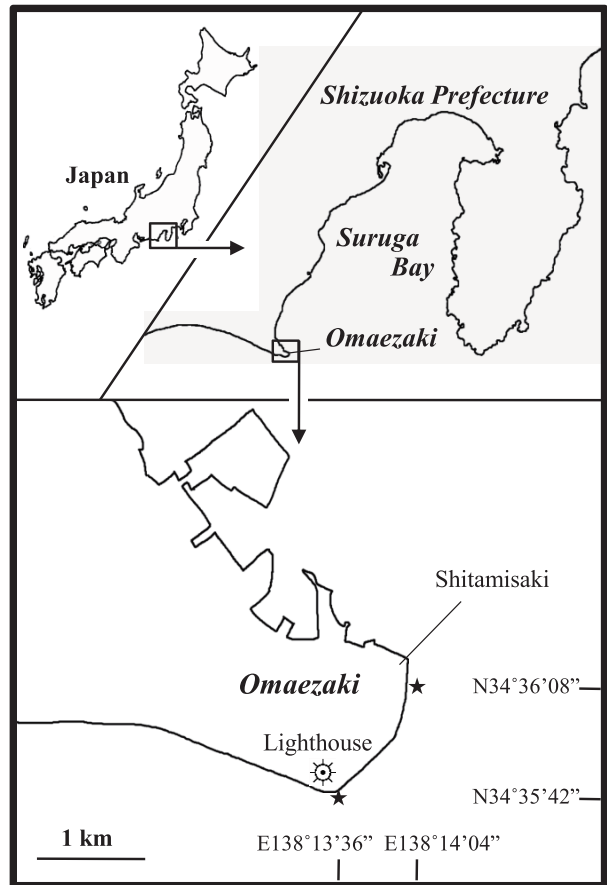 Shizuoka Prefecture
Japan
Suruga
Bay
Omaezaki
Shitamisaki
Omaezaki
N34°36’08”
Lighthouse
N34°35’42”
1 km
E138°13’36”
E138°14’04”